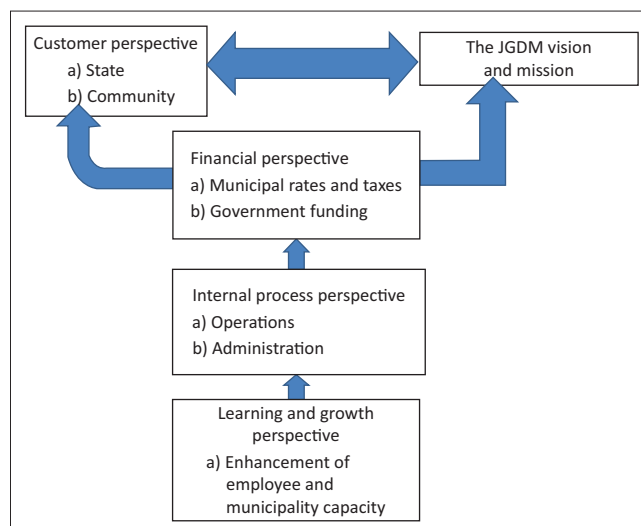 Customer perspective
a) State
b) Community
The JGDM vision
and mission
Financial perspective
a) Municipal rates and taxes
b) Government funding
Internal process perspective
a) Operations
b) Administration
Learning and growth
perspective
a) Enhancement of
employee and
municipality capacity